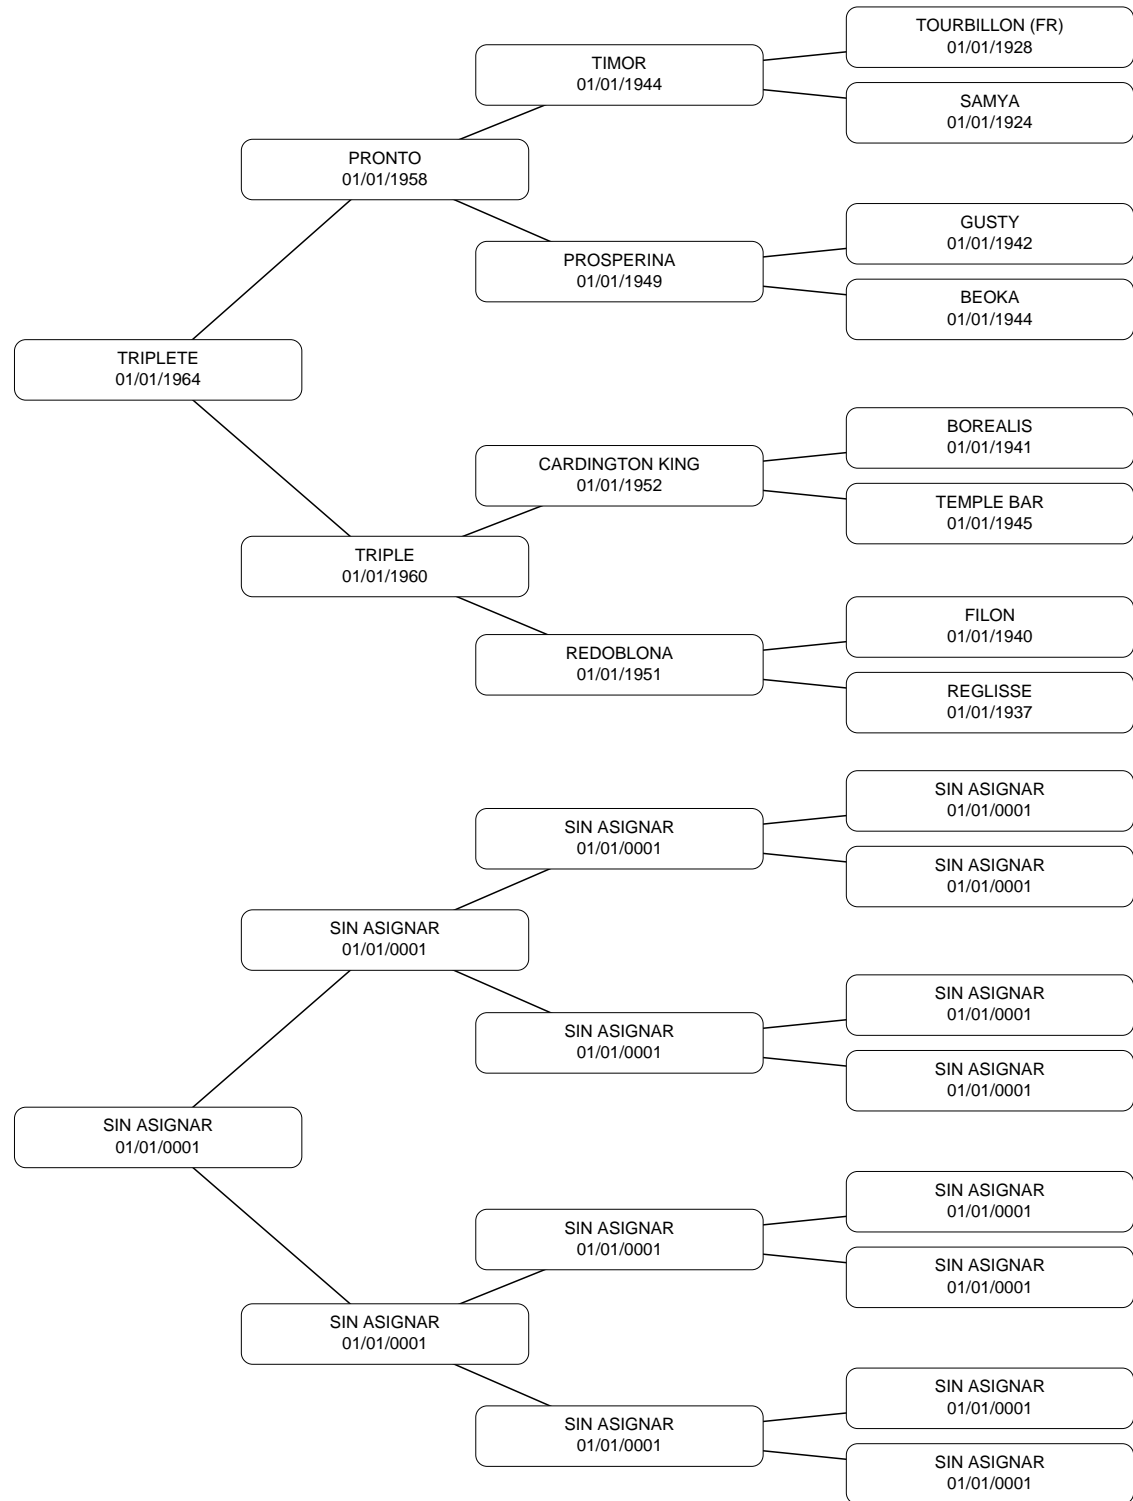 TOURBILLON (FR)
01/01/1928
TIMOR
01/01/1944
SAMYA
01/01/1924
PRONTO
01/01/1958
GUSTY
01/01/1942
PROSPERINA
01/01/1949
BEOKA
01/01/1944
TRIPLETE
01/01/1964
BOREALIS
01/01/1941
CARDINGTON KING
01/01/1952
TEMPLE BAR
01/01/1945
TRIPLE
01/01/1960
FILON
01/01/1940
REDOBLONA
01/01/1951
REGLISSE
01/01/1937
SIN ASIGNAR
01/01/0001
SIN ASIGNAR
01/01/0001
SIN ASIGNAR
01/01/0001
SIN ASIGNAR
01/01/0001
SIN ASIGNAR
01/01/0001
SIN ASIGNAR
01/01/0001
SIN ASIGNAR
01/01/0001
SIN ASIGNAR
01/01/0001
SIN ASIGNAR
01/01/0001
SIN ASIGNAR
01/01/0001
SIN ASIGNAR
01/01/0001
SIN ASIGNAR
01/01/0001
SIN ASIGNAR
01/01/0001
SIN ASIGNAR
01/01/0001
SIN ASIGNAR
01/01/0001